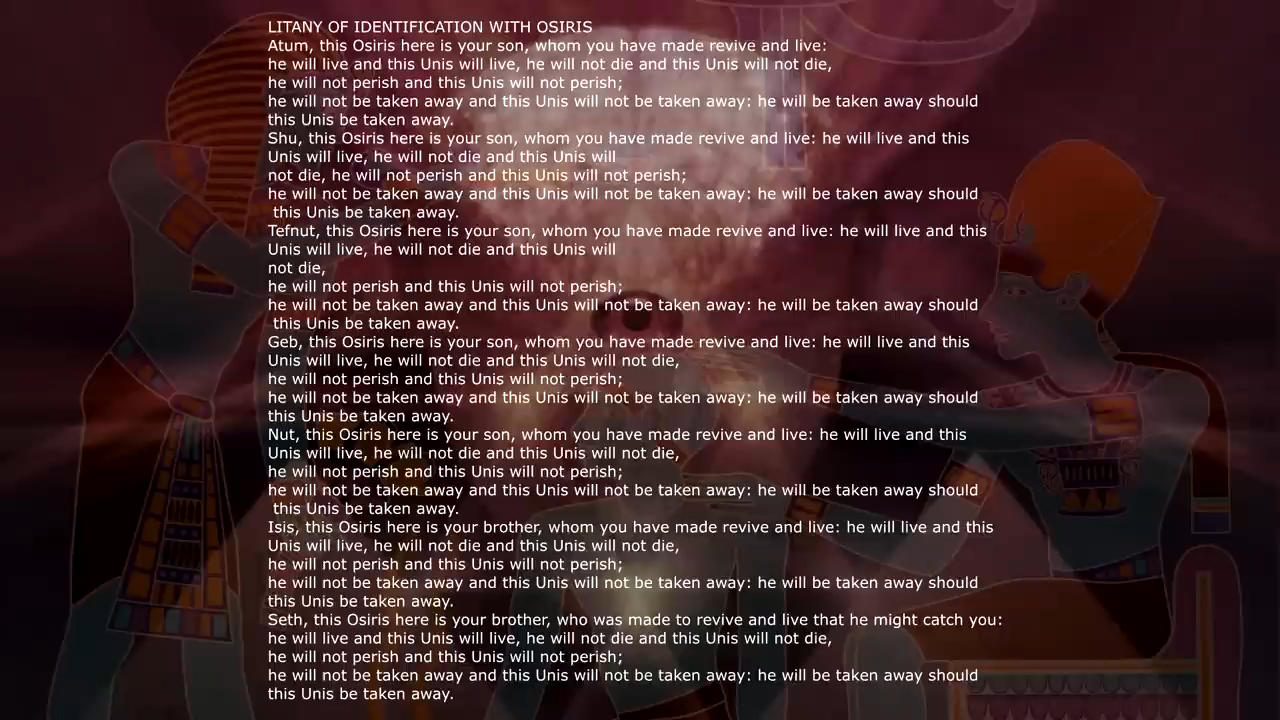 LITANY OF IDENTIFICATION WITH OSIRIS
Atum, this Osiris here is your son, whom you have made revive and live:
he will live and this Unis will live, he will not die and this Unis will not die,
he will not perish and this Unis will not perish;
he will not be taken away and this Unis will not be taken away: he will be taken away should
this Unis be taken away.
Shu, this Osiris here is your son, whom you have made revive and live: he will live and this
Unis will live, he will not die and this Unis will
not die, he will not perish and this Unis will not perish;
he will not be taken away and this Unis will not be taken away: he will be taken away should
this Unis be taken away.
Tefnut, this Osiris here is your son, whom you have made revive and live: he will live and this
Unis will live, he will not die and this Unis will
not die,
he will not perish and this Unis will not perish;
he will not be taken away and this Unis will not be taken away: he will be taken away should
this Unis be taken away.
Geb, this Osiris here is your son, whom you have made revive and live: he will live and this
Unis will live, he will not die and this Unis will not die,
he will not perish and this Unis will not perish;
he will not be taken away and this Unis will not be taken away: he will be taken away should
this Unis be taken away.
Nut, this Osiris here is your son, whom you have made revive and live: he will live and this
Unis will live, he will not die and this Unis will not die,
he will not perish and this Unis will not perish;
he will not be taken away and this Unis will not be taken away: he will be taken away should
this Unis be taken away.
Isis, this Osiris here is your brother, whom you have made revive and live: he will live and this
Unis will live, he will not die and this Unis will not die,
he will not perish and this Unis will not perish;
he will not be taken away and this Unis will not be taken away: he will be taken away should
this Unis be taken away.
Seth, this Osiris here is your brother, who was made to revive and live that he might catch you:
he will live and this Unis will live, he will not die and this Unis will not die,
he will not perish and this Unis will not perish;
he will not be taken away and this Unis will not be taken away: he will be taken away should
this Unis be taken away.